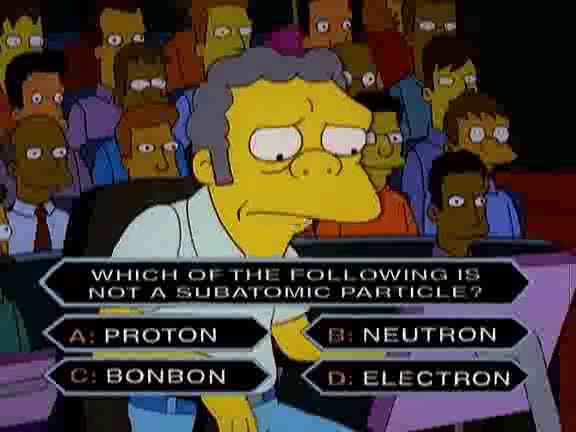 WHICH OF THE FOLLOWING IS
NOT A SUBATOMIC PARTICLE?
A: PROTON
B: NEUTRON
C: BONBON
D: ELECTRON